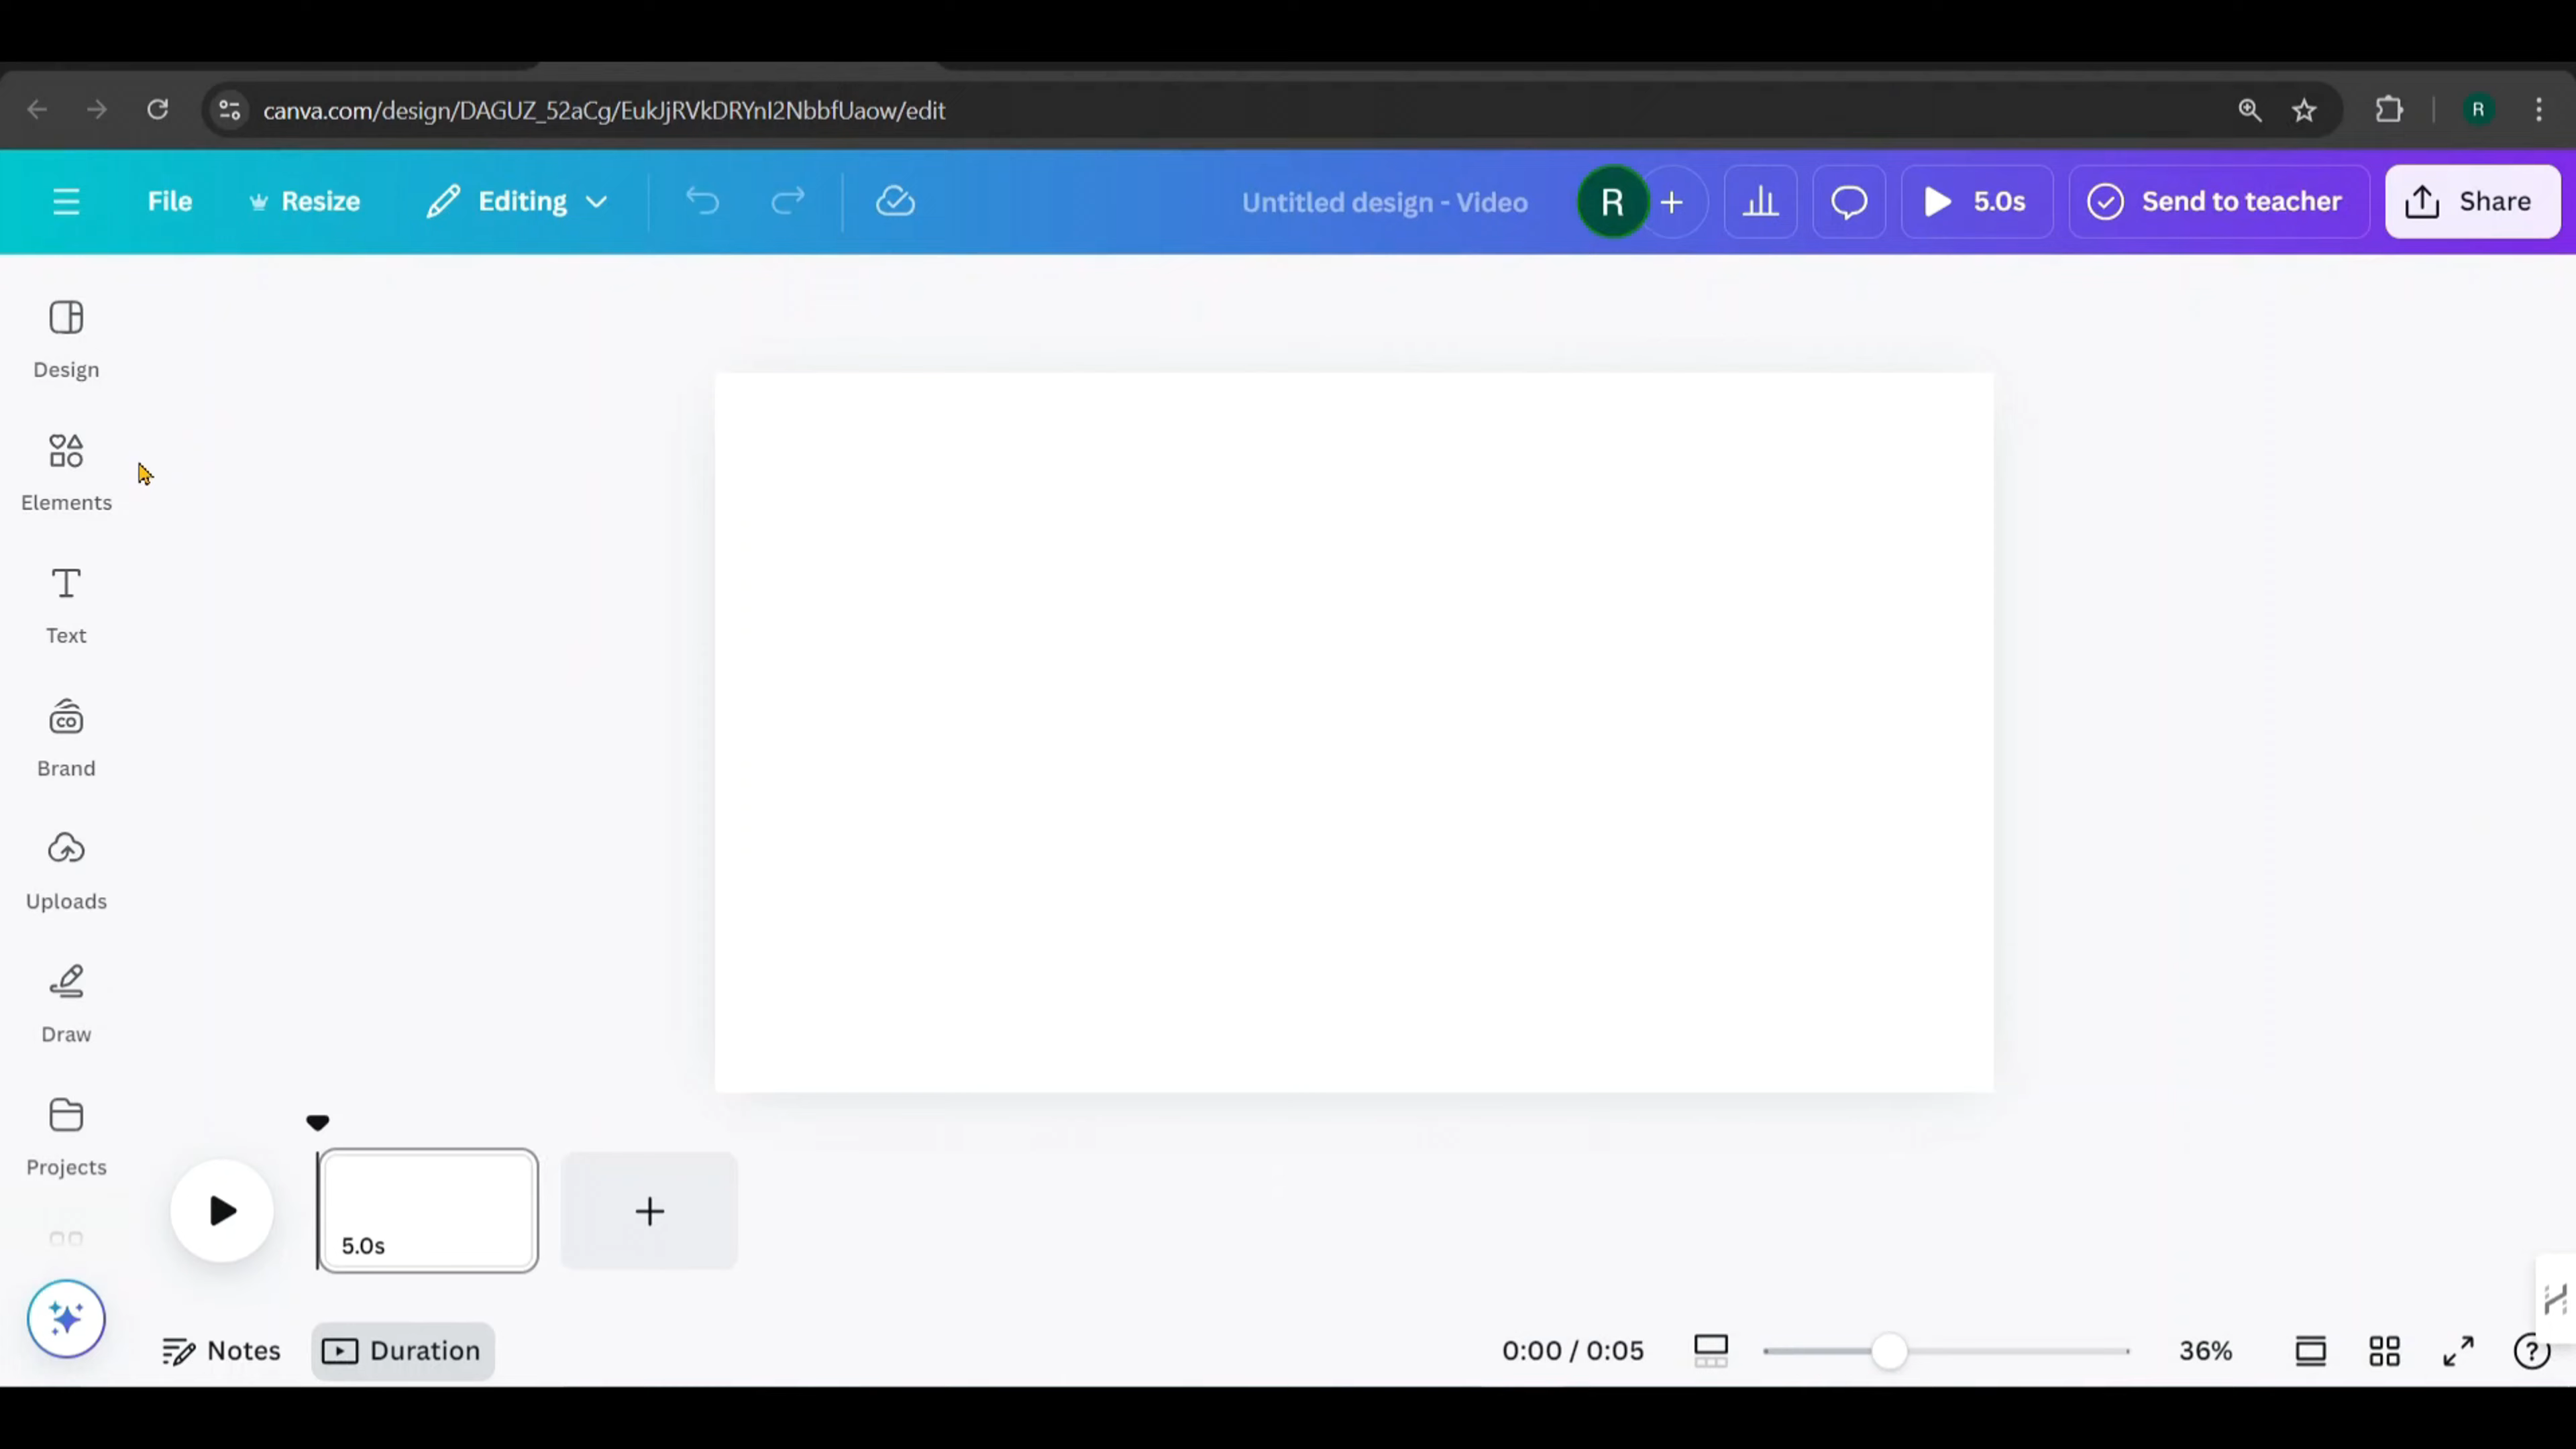 canva.com/design/DAGUZ_52aCg/EukJjRVkDRYnI2NbbfUaow/edit
R
File
Resize
Editing
Untitled design - Video
R
5.0s
Send to teacher
Share
Design
Elements
Text
CO
Brand
Uploads
Draw
Projects
5.0s
Notes
Duration
0:00 / 0:05
36%